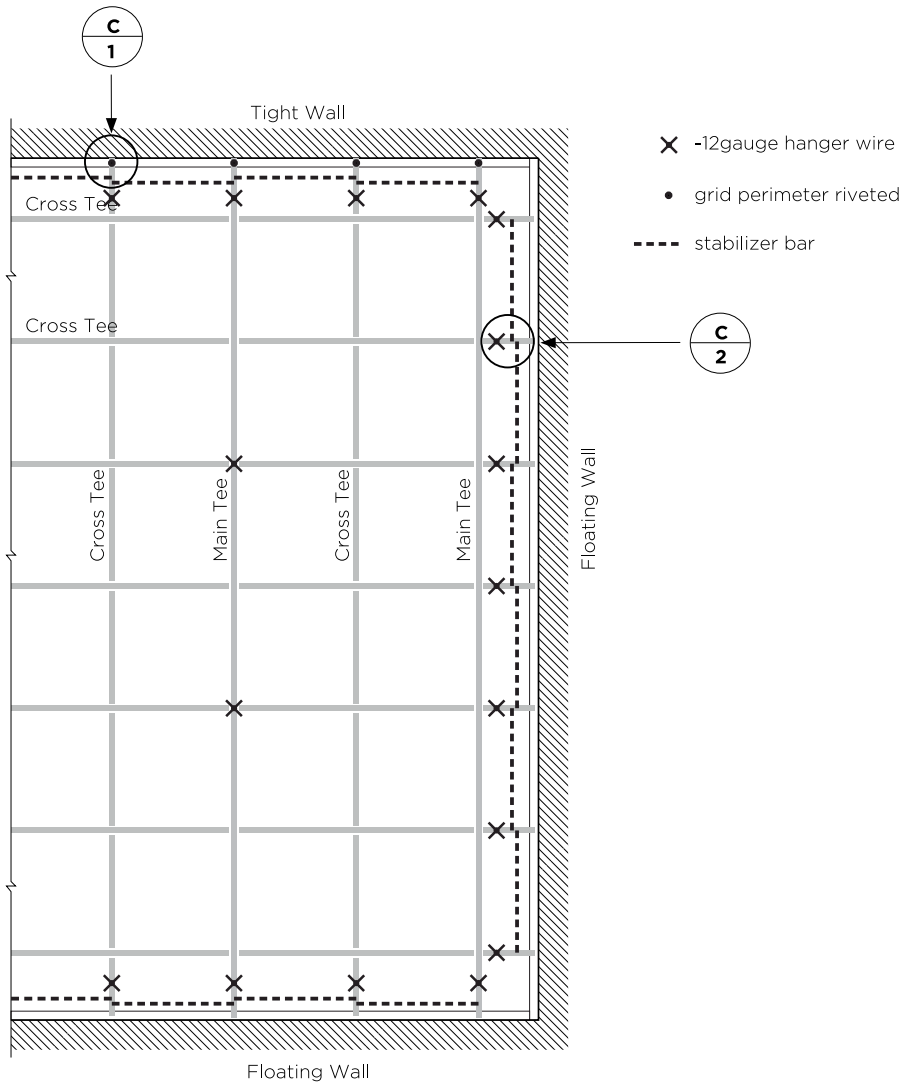 C
1
Tight Wall
-12gauge hanger wire
grid perimeter riveted
stabilizer bar
Cross Tee
Cross Tee
C
2
Cross Tee
Main Tee
Cross Tee
Main Tee
Floating Wall
Floating Wall